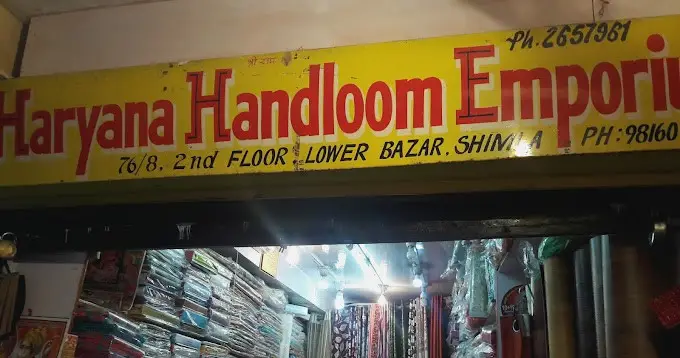 श्री राम
Ph. 2657961
Haryana Handloom Emporiu
76/8, 2nd FLOOR LOWER BAZAR, SHIMLA PH: 98160